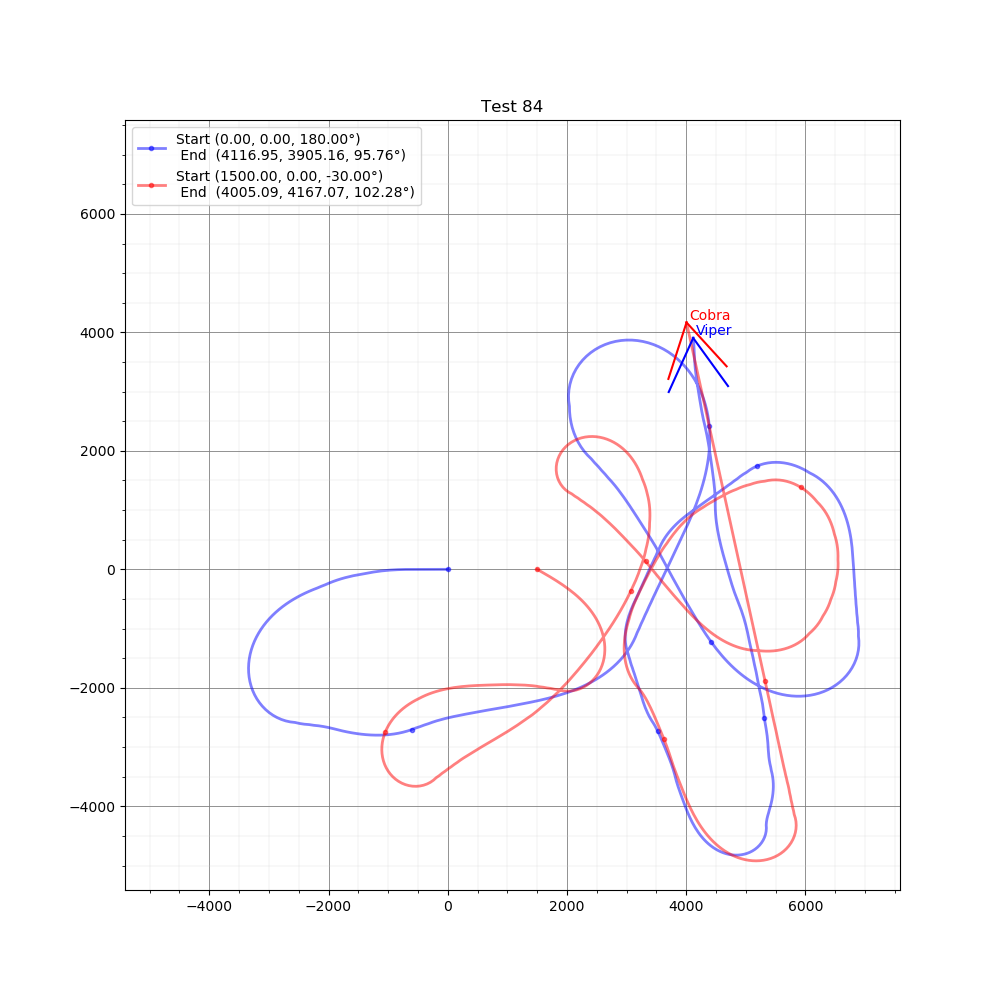 Test 84
Start (0.00, 0.00, 180.00°)
End (4116.95, 3905.16, 95.76°)
Start (1500.00, 0.00, -30.00°)
End (4005.09, 4167.07, 102.28°)
6000
4000
2000
0
−2000
−4000
Cobra
Viper
−4000
−2000
0
2000
4000
6000